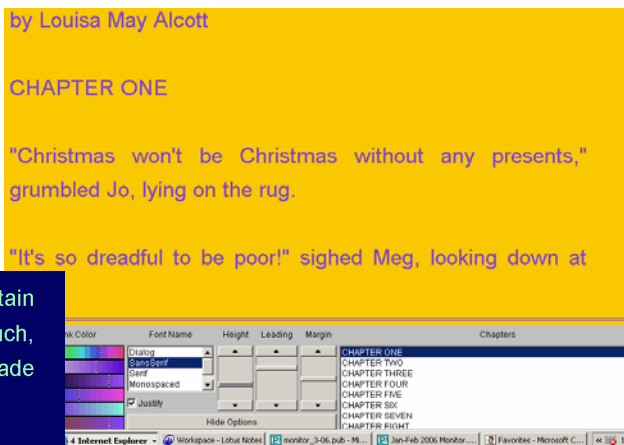 by Louisa May Alcott
CHAPTER ONE
"Christmas won't be Christmas without any presents,"
grumbled Jo, lying on the rug.
"It's so dreadful to be poor!" sighed Meg, looking down at
tain
uch,
ade
nk Color
Font Name
Height
Leading
Margin
Chapters
Dialog
SansSerif
Serif
Monospaced
Justify
Hide Options
CHAPTER ONE
CHAPTER TWO
CHAPTER THREE
CHAPTER FOUR
CHAPTER FIVE
CHAPTER SIX
CHAPTER SEVEN
CHAPTER EIGHT
4 Internet Explorer
Workspace - Lotus Notes
monitor_3-06.pub - Mi...
Jan-Feb 2006 Monitor....
Favorites - Microsoft C...